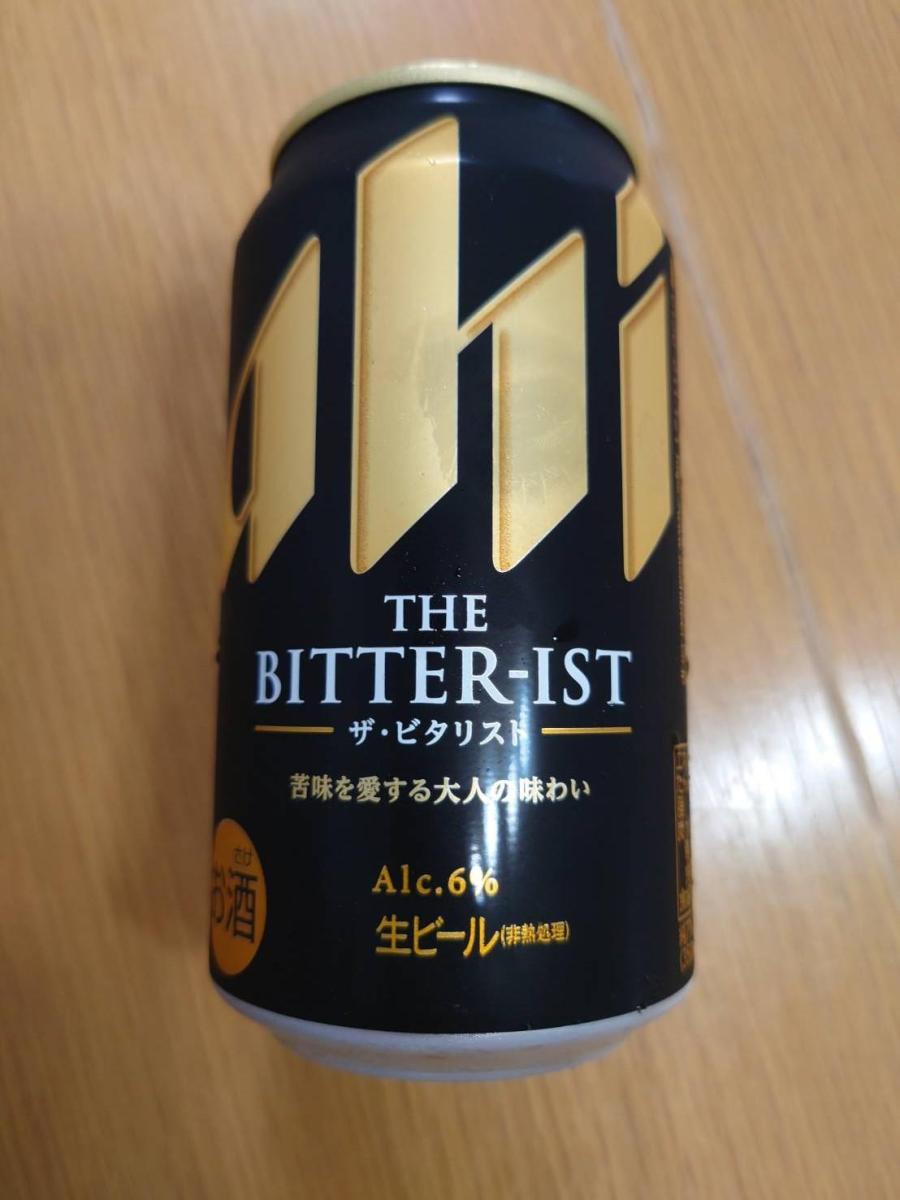 ahi
THE
BITTER-IST
ザ・ビタリスト
苦味を愛する大人の味わい
さけ
お酒
Alc.6%
生ビール(非熱処理)